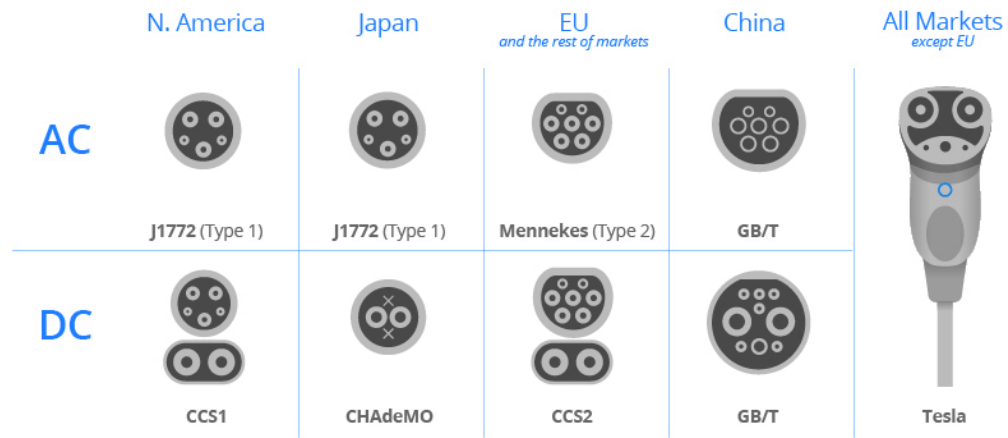 N. America
Japan
EU
and the rest of markets
China
All Markets
except EU
AC
J1772 (Type 1)
J1772 (Type 1)
Mennekes (Type 2)
GB/T
DC
CCS1
CHAdeMO
CCS2
GB/T
Tesla